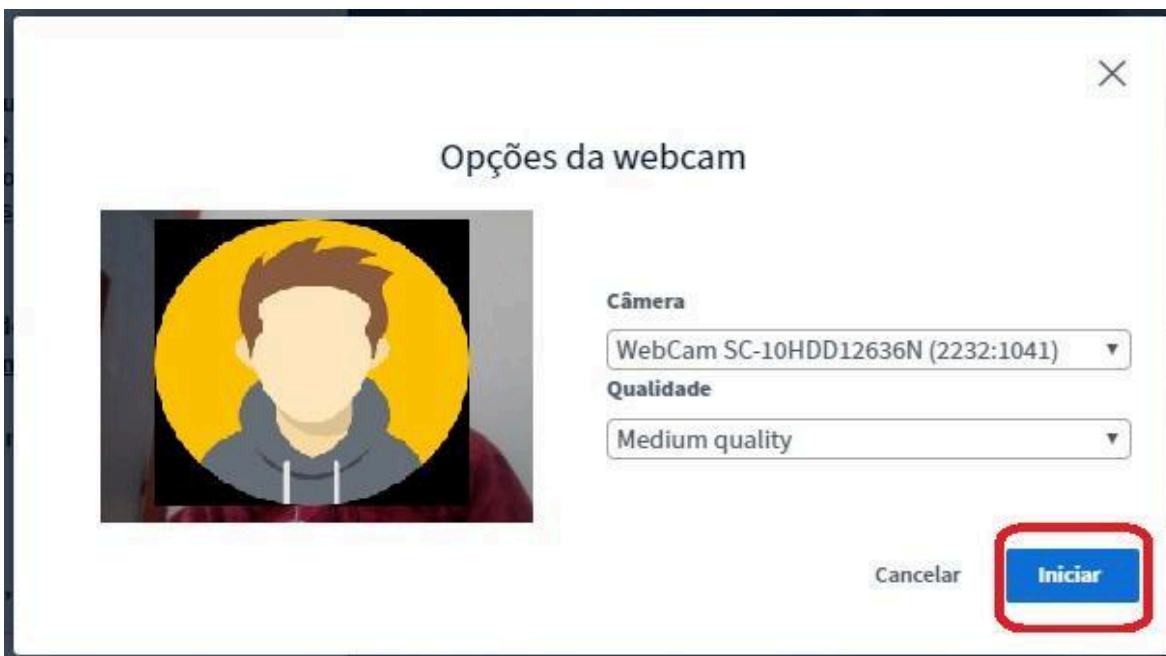 Opções da webcam
Câmera
WebCam SC-10HDD12636N (2232:1041)
Qualidade
Medium quality
Cancelar
Iniciar